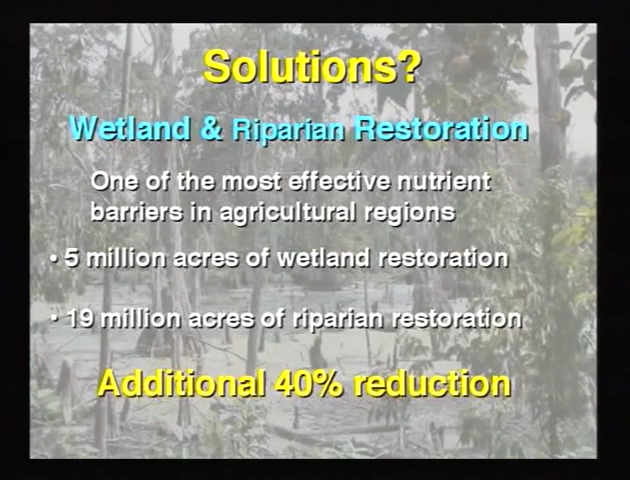 Solutions?
Wetland & Riparian Restoration
One of the most effective nutrient
barriers in agricultural regions
• 5 million acres of wetland restoration
• 19 million acres of riparian restoration
Additional 40% reduction